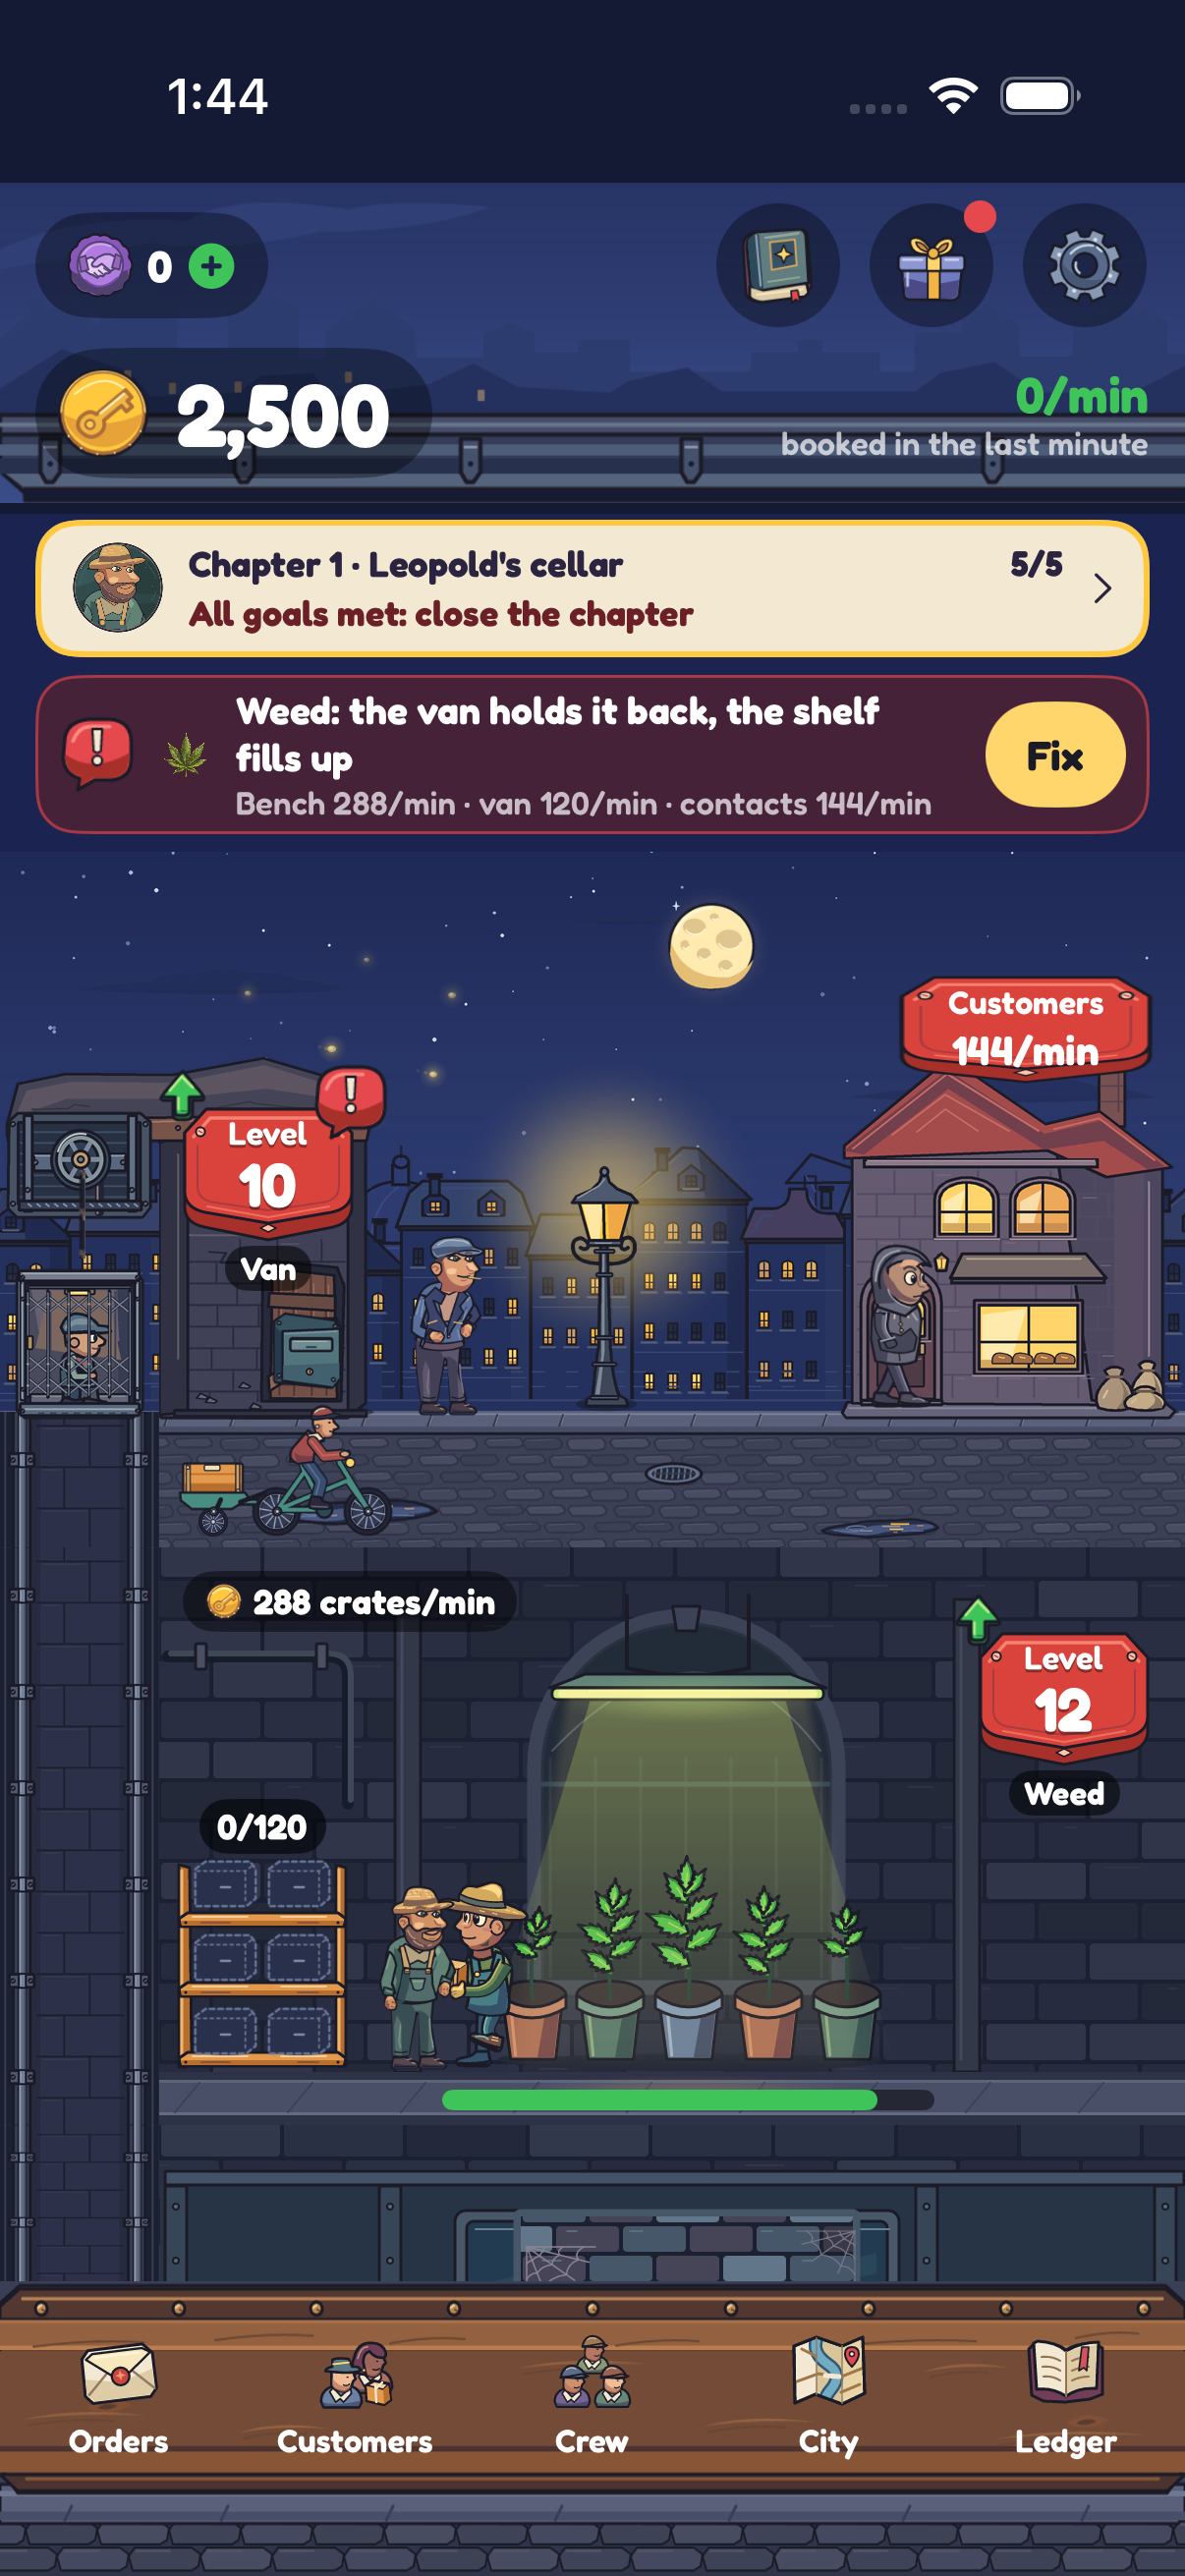 1:44
0
2,500
0/min
booked in the last minute
Chapter 1 · Leopold's cellar
5/5
All goals met: close the chapter
Weed: the van holds it back, the shelf
fills up
Bench 288/min · van 120/min · contacts 144/min
Fix
Customers
144/min
Level
10
Van
288 crates/min
Level
12
Weed
0/120
Orders
Customers
Crew
City
Ledger